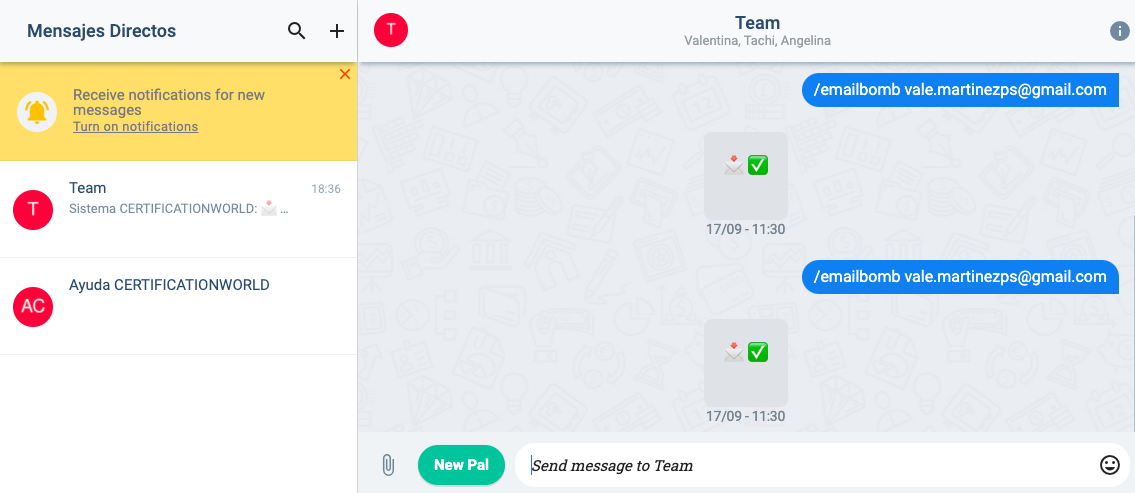 Mensajes Directos
Receive notifications for new
messages
Turn on notifications
T
Team
18:36
Sistema CERTIFICATIONWORLD: 📩 ...
AC
Ayuda CERTIFICATIONWORLD
T
Team
Valentina, Tachi, Angelina
/emailbomb vale.martinezps@gmail.com
📩✅
17/09 - 11:30
/emailbomb vale.martinezps@gmail.com
📩✅
17/09 - 11:30
New Pal
Send message to Team